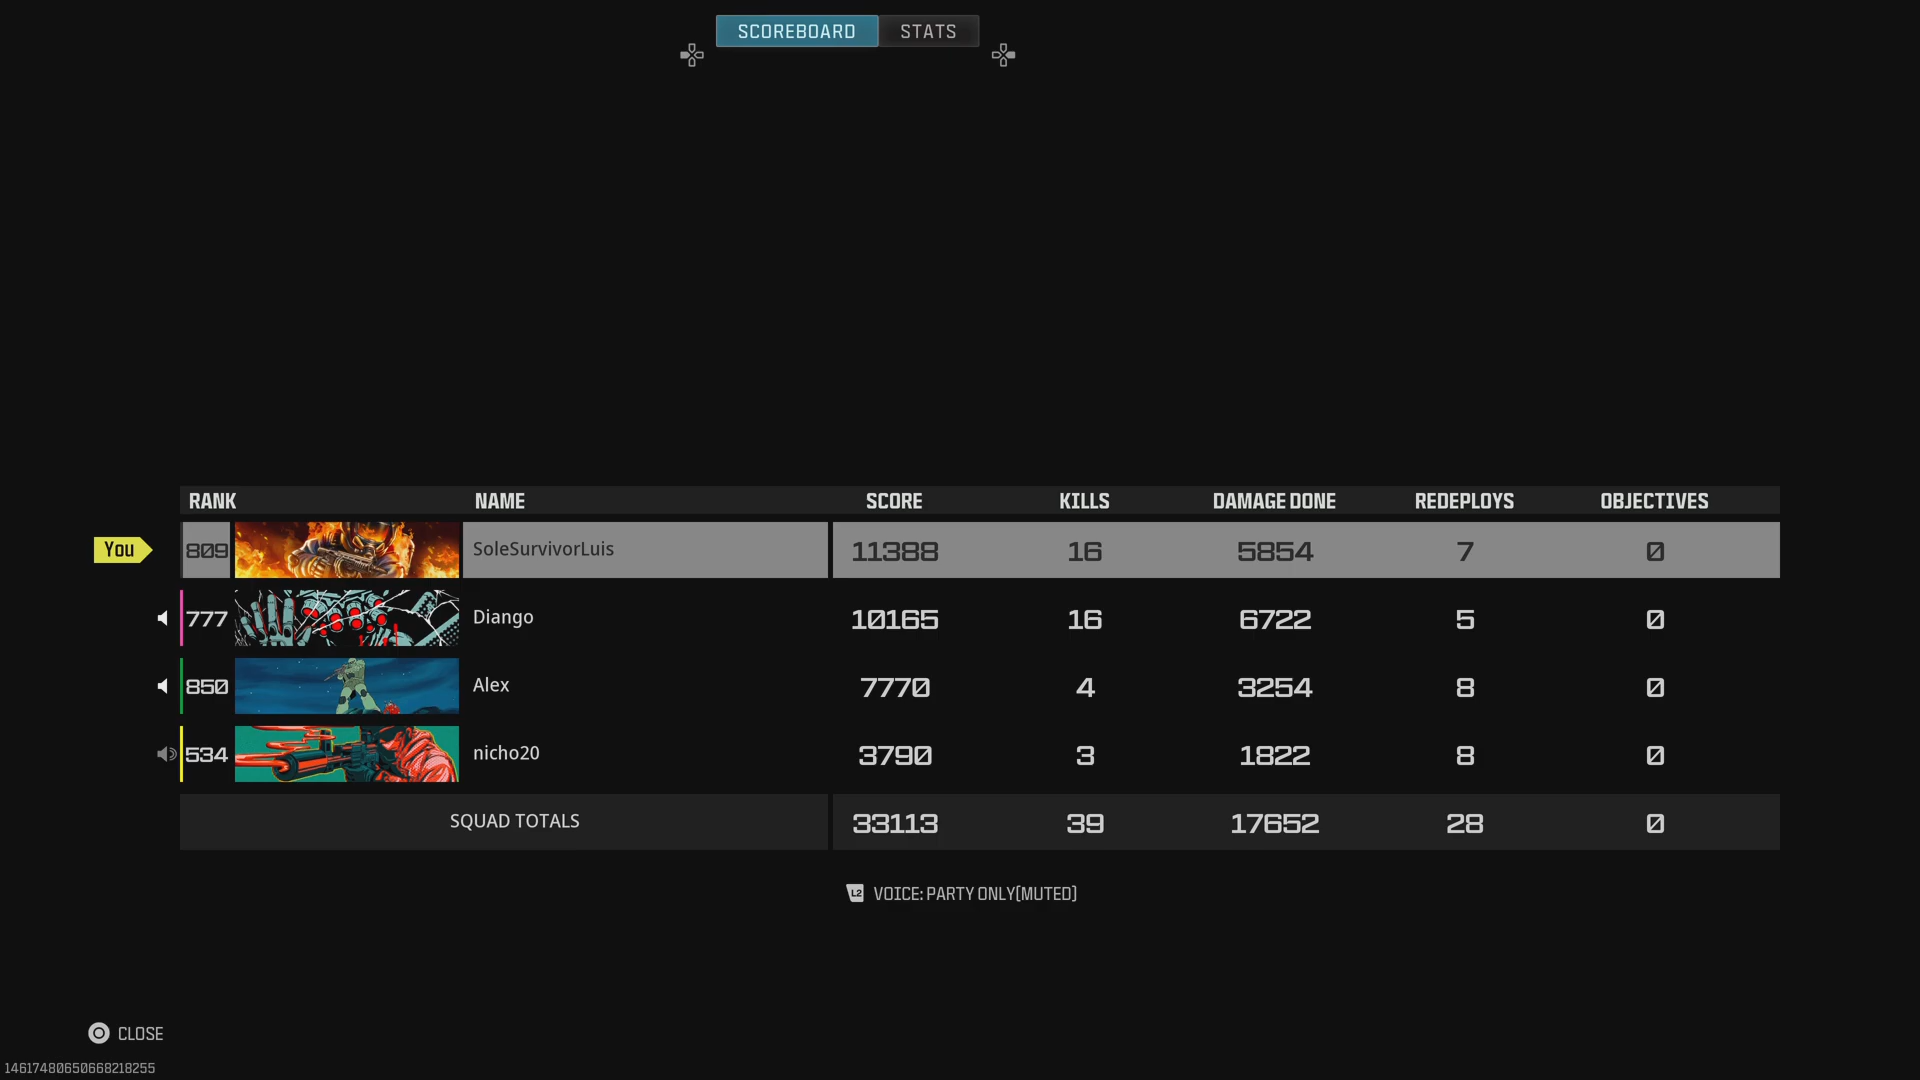 SCOREBOARD STATS
RANK NAME SCORE KILLS DAMAGE DONE REDEPLOYS OBJECTIVES
You 809 SoleSurvivorLuis 11388 16 5854 7 0
777 Diango 10165 16 6722 5 0
850 Alex 7770 4 3254 8 0
534 nicho20 3790 3 1822 8 0
SQUAD TOTALS 33113 39 17652 28 0
L2 VOICE: PARTY ONLY(MUTED)
CLOSE
14617480650668218255